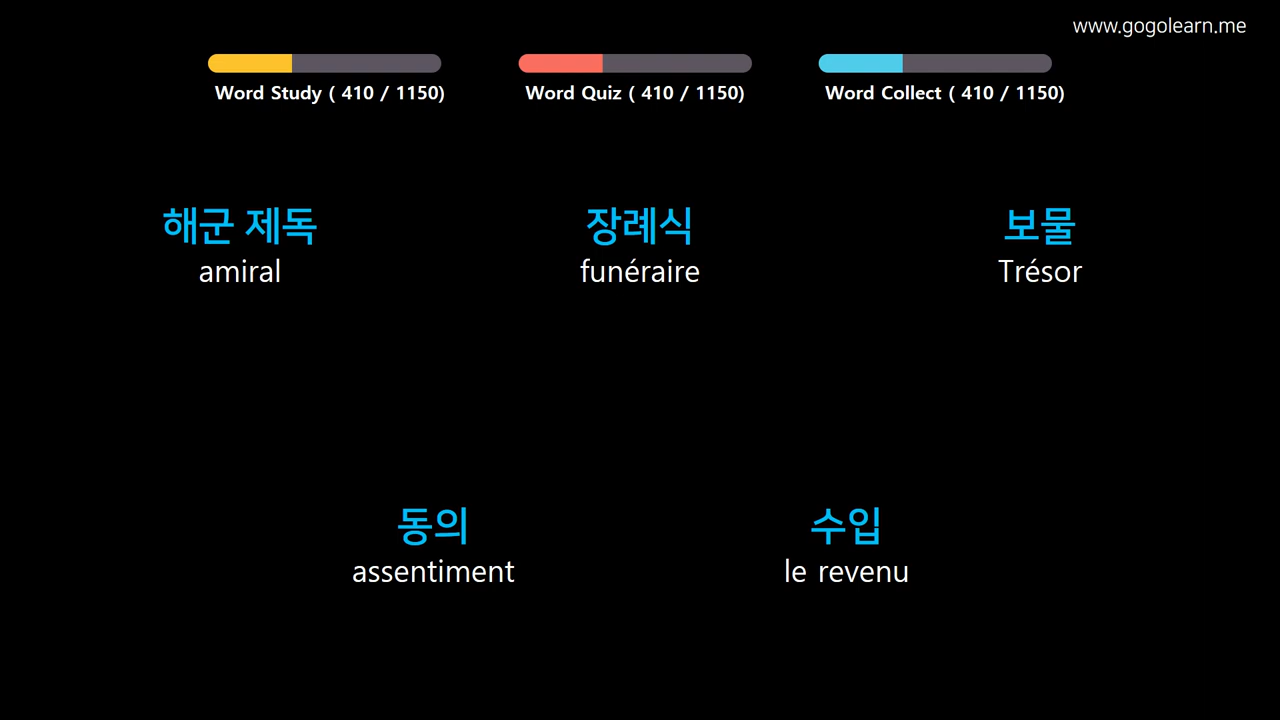 www.gogolearn.me
Word Study ( 410 / 1150)
Word Quiz ( 410 / 1150)
Word Collect ( 410 / 1150)
해군 제독
amiral
장례식
funéraire
보물
Trésor
동의
assentiment
수입
le revenu